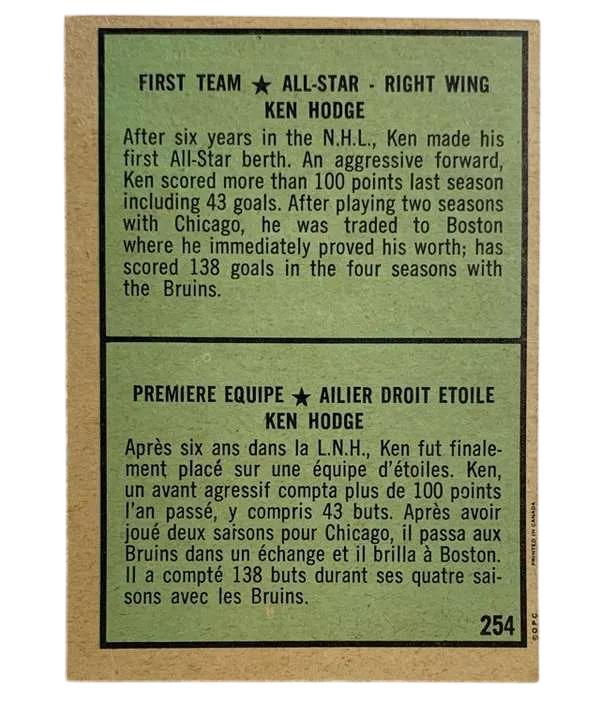 FIRST TEAM ★ ALL-STAR - RIGHT WING
KEN HODGE
After six years in the N.H.L., Ken made his
first All-Star berth. An aggressive forward,
Ken scored more than 100 points last season
including 43 goals. After playing two seasons
with Chicago, he was traded to Boston
where he immediately proved his worth; has
scored 138 goals in the four seasons with
the Bruins.
PREMIERE EQUIPE ★ AILIER DROIT ETOILE
KEN HODGE
Après six ans dans la L.N.H., Ken fut finale-
ment placé sur une équipe d'étoiles. Ken,
un avant agressif compta plus de 100 points
l'an passé, y compris 43 buts. Après avoir
joué deux saisons pour Chicago, il passa aux
Bruins dans un échange et il brilla à Boston.
Il a compté 138 buts durant ses quatre sai-
sons avec les Bruins.
254
© O.P.C. PRINTED IN CANADA